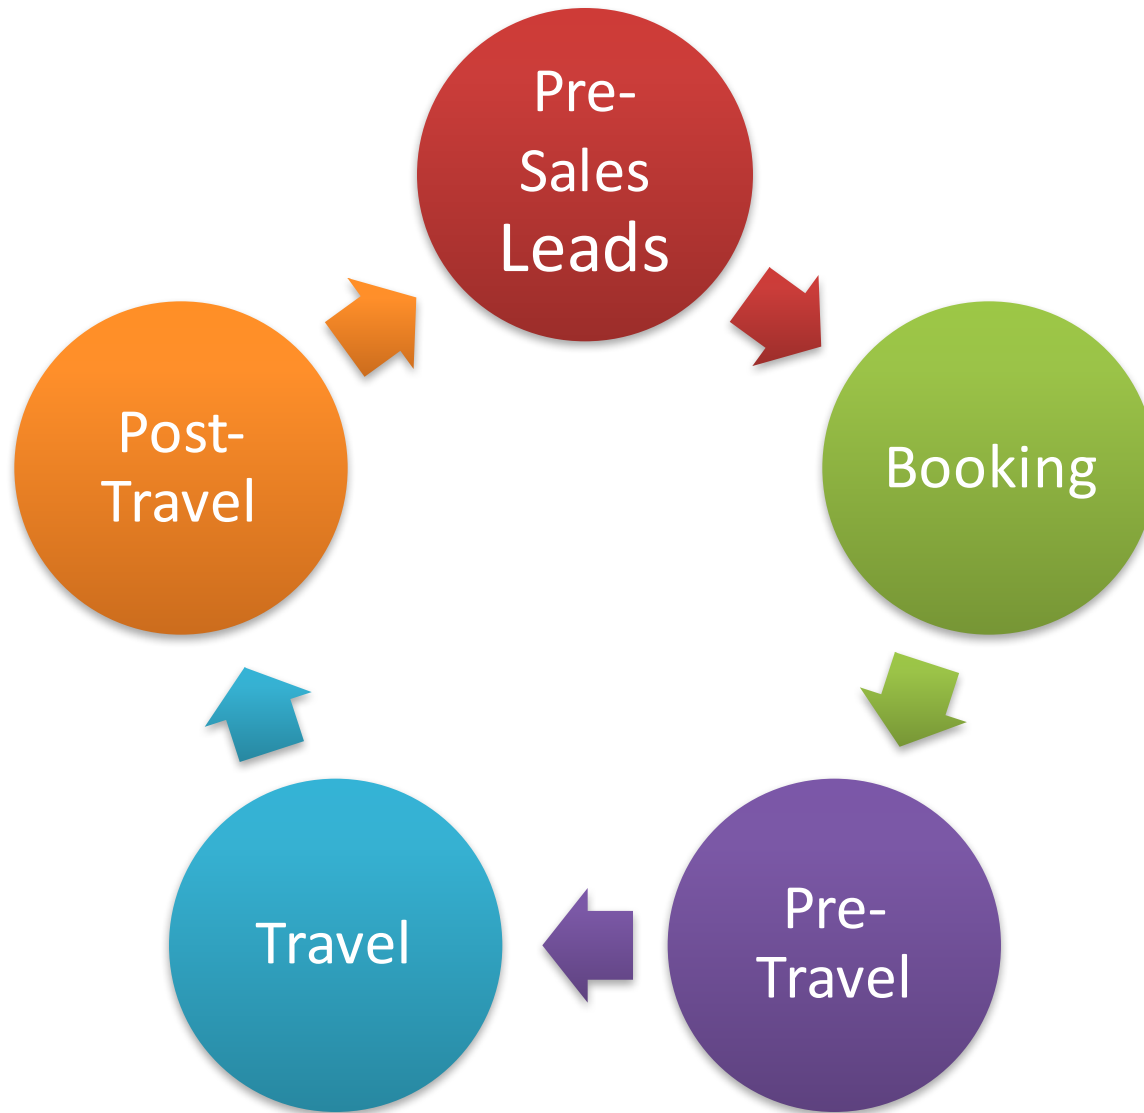 Pre-
Sales
Leads
Booking
Pre-
Travel
Travel
Post-
Travel